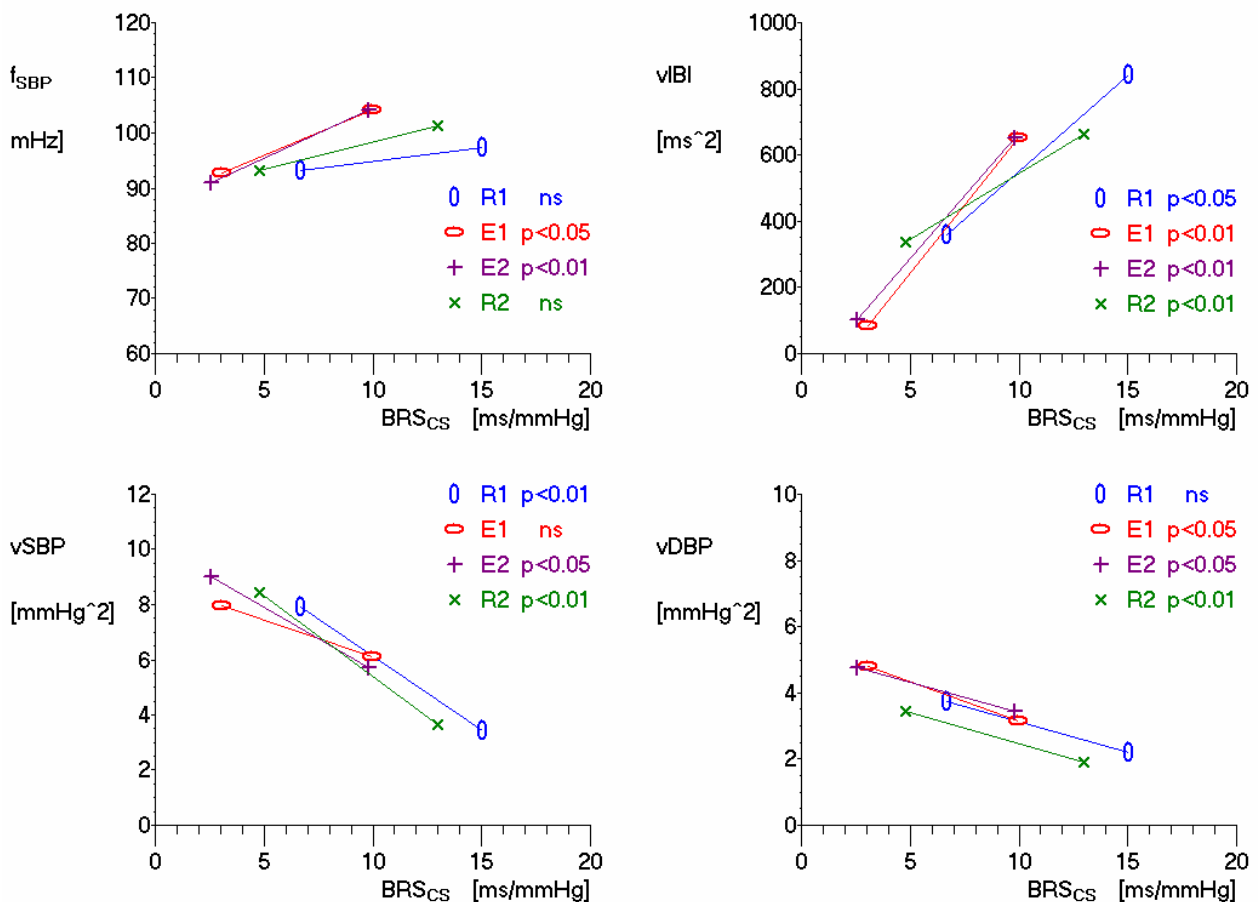 120
110
100
90
80
70
60
f_SBP
mHz]
R1 ns
E1 p<0.05
E2 p<0.01
R2 ns
0 5 10 15 20
BRS_CS [ms/mmHg]
1000
800
600
400
200
0
vIBI
[ms^2]
R1 p<0.05
E1 p<0.01
E2 p<0.01
R2 p<0.01
0 5 10 15 20
BRS_CS [ms/mmHg]
12
10
8
6
4
2
0
vSBP
[mmHg^2]
R1 p<0.01
E1 ns
E2 p<0.05
R2 p<0.01
0 5 10 15 20
BRS_CS [ms/mmHg]
10
8
6
4
2
0
vDBP
[mmHg^2]
R1 ns
E1 p<0.05
E2 p<0.05
R2 p<0.01
0 5 10 15 20
BRS_CS [ms/mmHg]